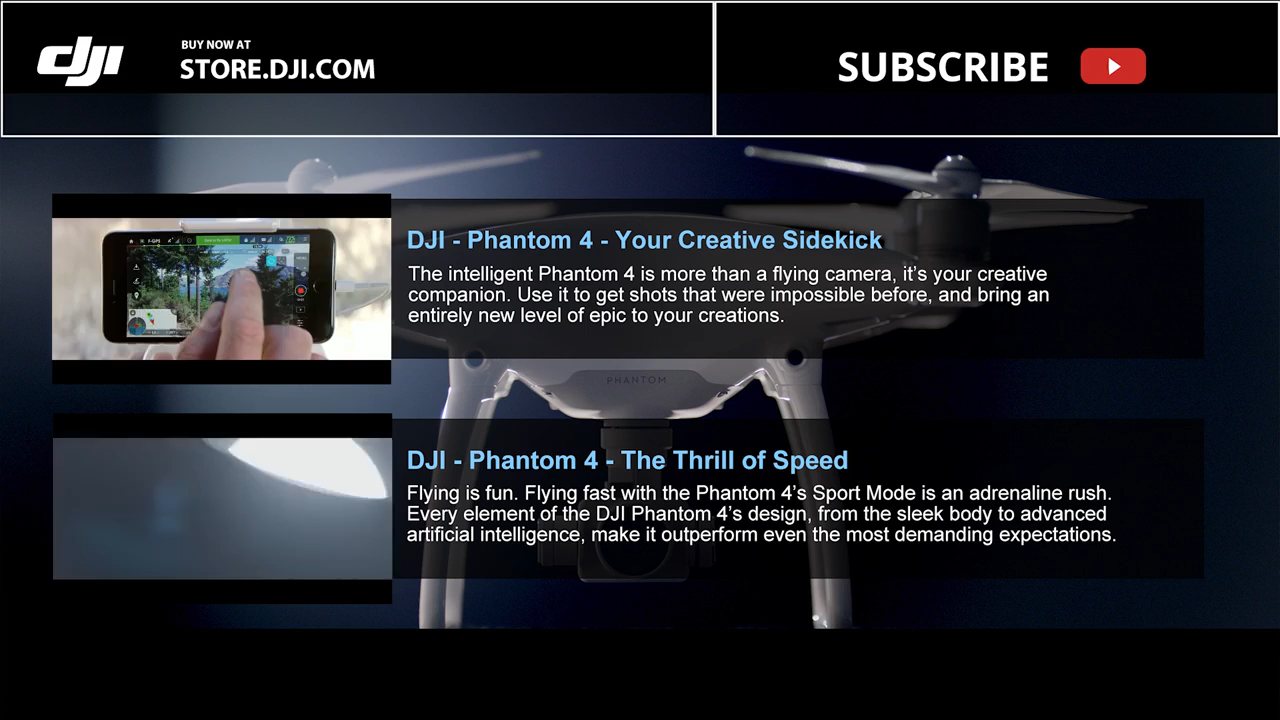 dji
BUY NOW AT
STORE.DJI.COM
SUBSCRIBE
DJI - Phantom 4 - Your Creative Sidekick
The intelligent Phantom 4 is more than a flying camera, it's your creative
companion. Use it to get shots that were impossible before, and bring an
entirely new level of epic to your creations.
PHANTOM
DJI - Phantom 4 - The Thrill of Speed
Flying is fun. Flying fast with the Phantom 4's Sport Mode is an adrenaline rush.
Every element of the DJI Phantom 4's design, from the sleek body to advanced
artificial intelligence, make it outperform even the most demanding expectations.